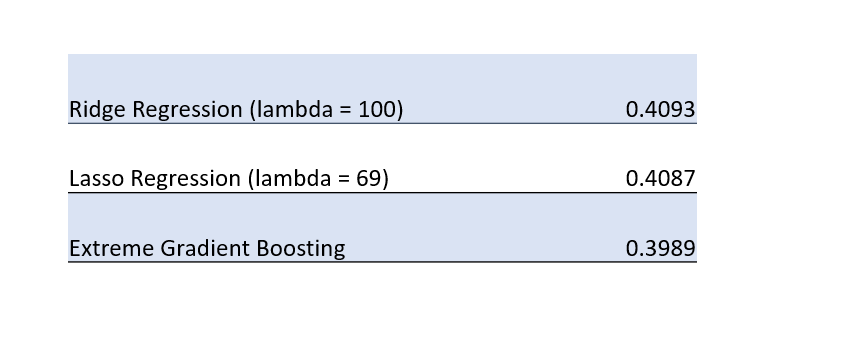 Ridge Regression (lambda = 100) 0.4093
Lasso Regression (lambda = 69) 0.4087
Extreme Gradient Boosting 0.3989